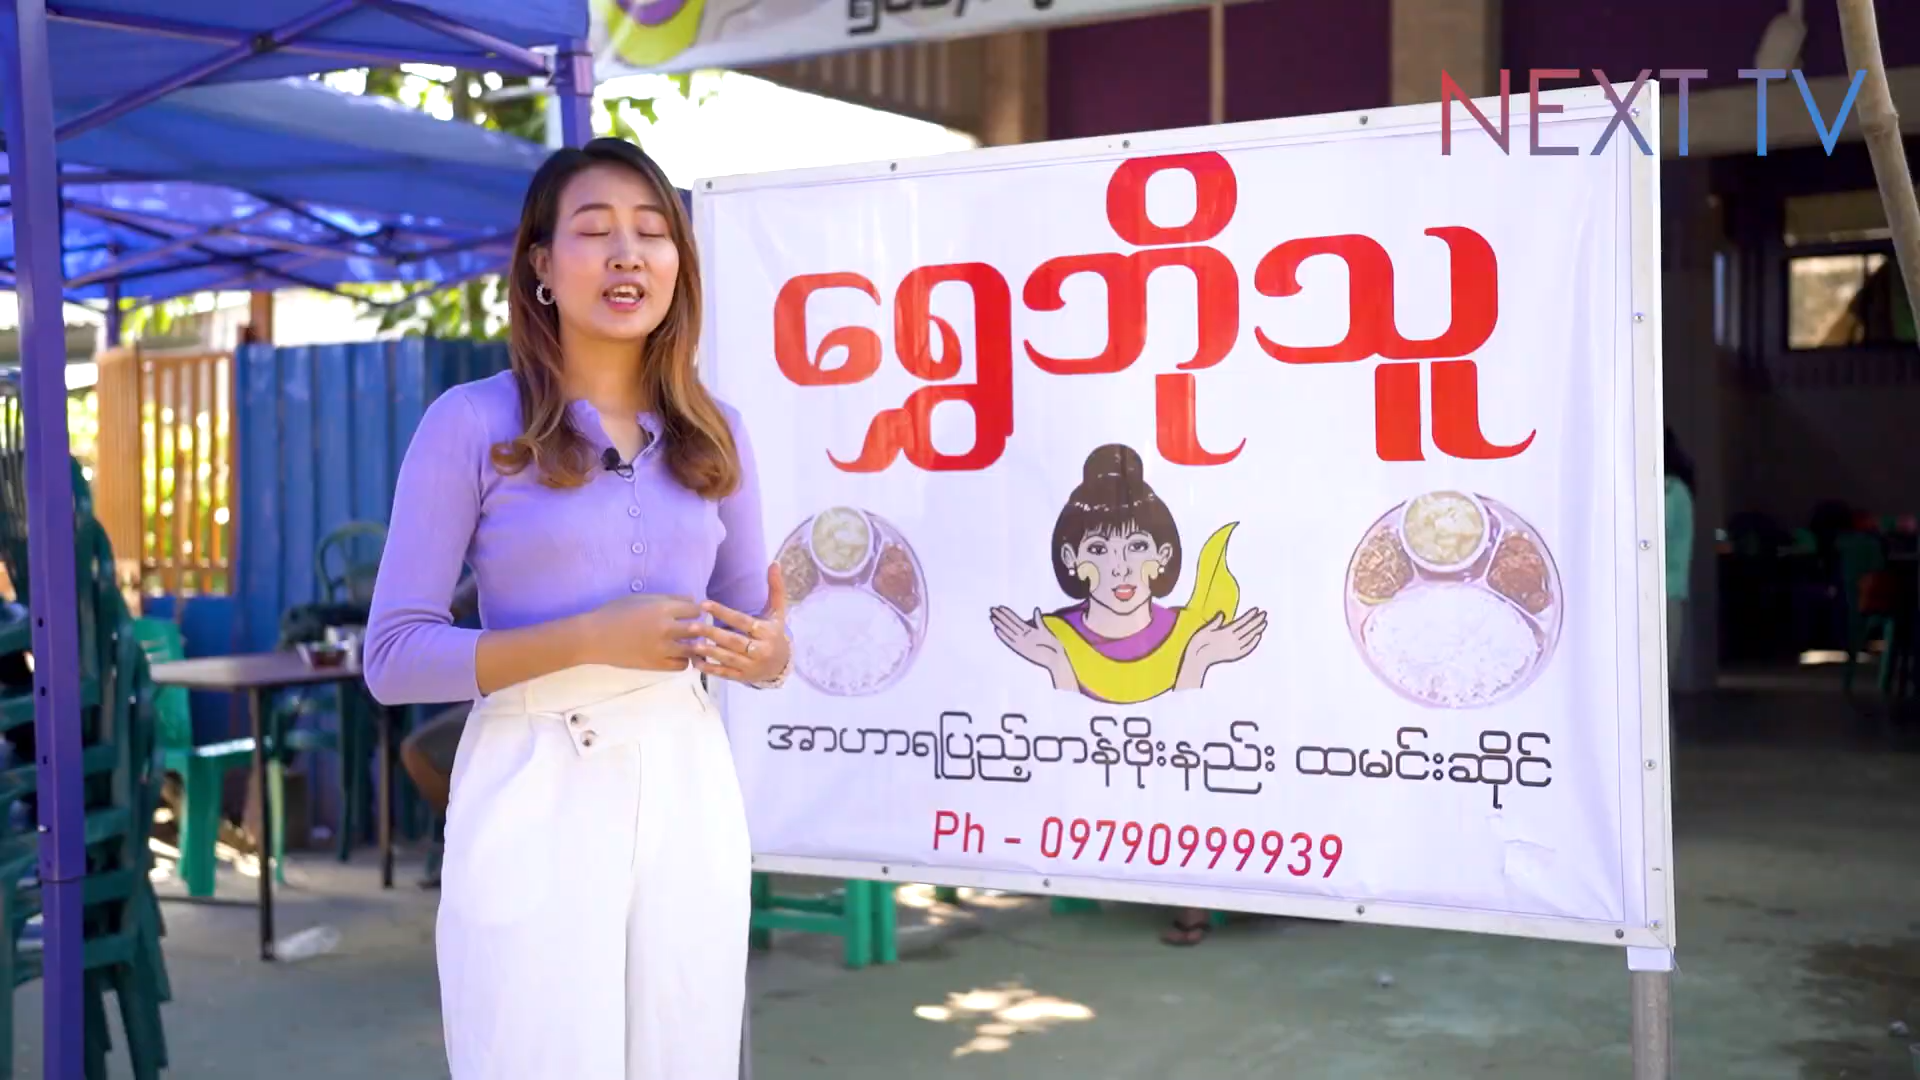 NEXT TV
ရွှေဘိုသူ
အာဟာရပြည့်တန်ဖိုးနည်း ထမင်းဆိုင်
Ph - 09790999939